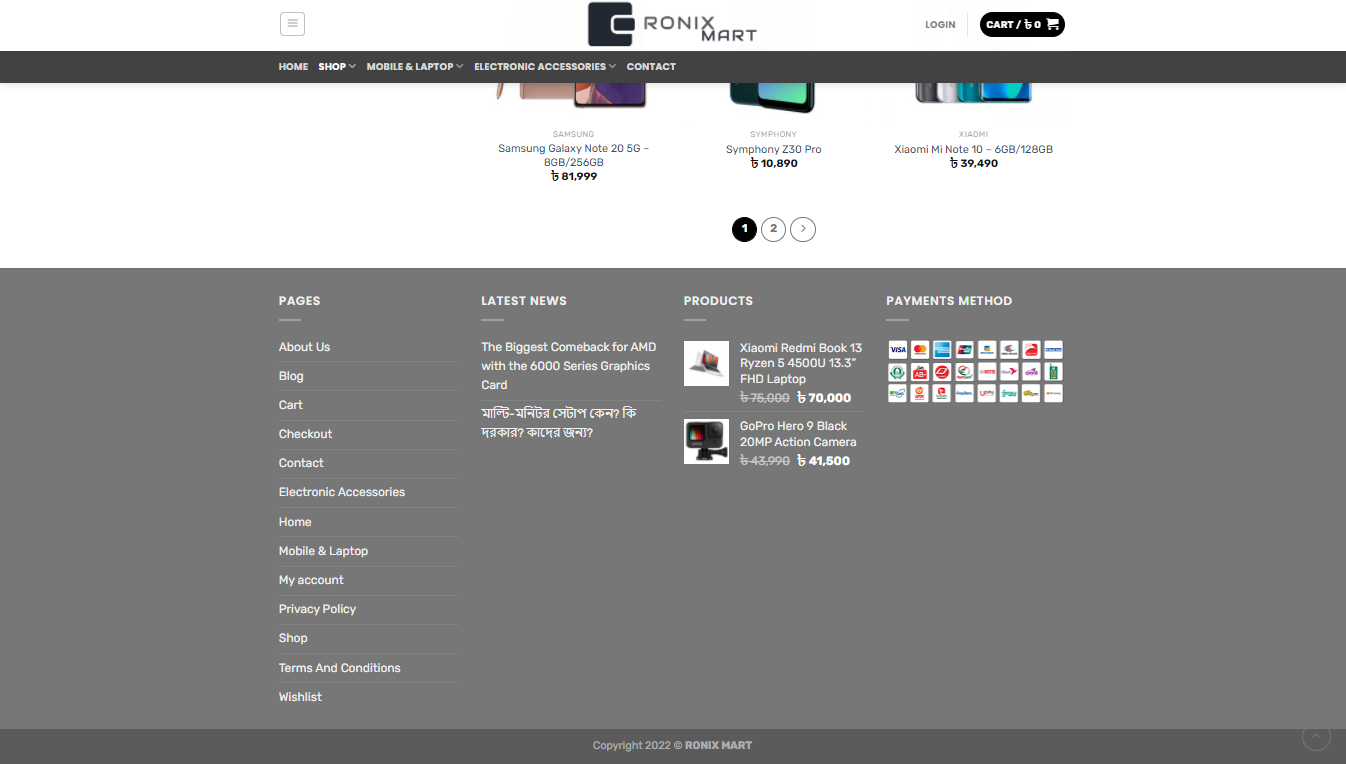 RONIX
MART
LOGIN
CART / ৳ 0
HOME
SHOP
MOBILE & LAPTOP
ELECTRONIC ACCESSORIES
CONTACT
SAMSUNG
Samsung Galaxy Note 20 5G –
8GB/256GB
৳ 81,999
SYMPHONY
Symphony Z30 Pro
৳ 10,890
XIAOMI
Xiaomi Mi Note 10 – 6GB/128GB
৳ 39,490
1
2
PAGES
About Us
Blog
Cart
Checkout
Contact
Electronic Accessories
Home
Mobile & Laptop
My account
Privacy Policy
Shop
Terms And Conditions
Wishlist
LATEST NEWS
The Biggest Comeback for AMD
with the 6000 Series Graphics
Card
মাল্টি-মনিটর সেটাপ কেন? কি
দরকার? কাদের জন্য?
PRODUCTS
Xiaomi Redmi Book 13
Ryzen 5 4500U 13.3″
FHD Laptop
৳ 75,000 ৳ 70,000
GoPro Hero 9 Black
20MP Action Camera
৳ 43,990 ৳ 41,500
PAYMENTS METHOD
VISA
Copyright 2022 © RONIX MART